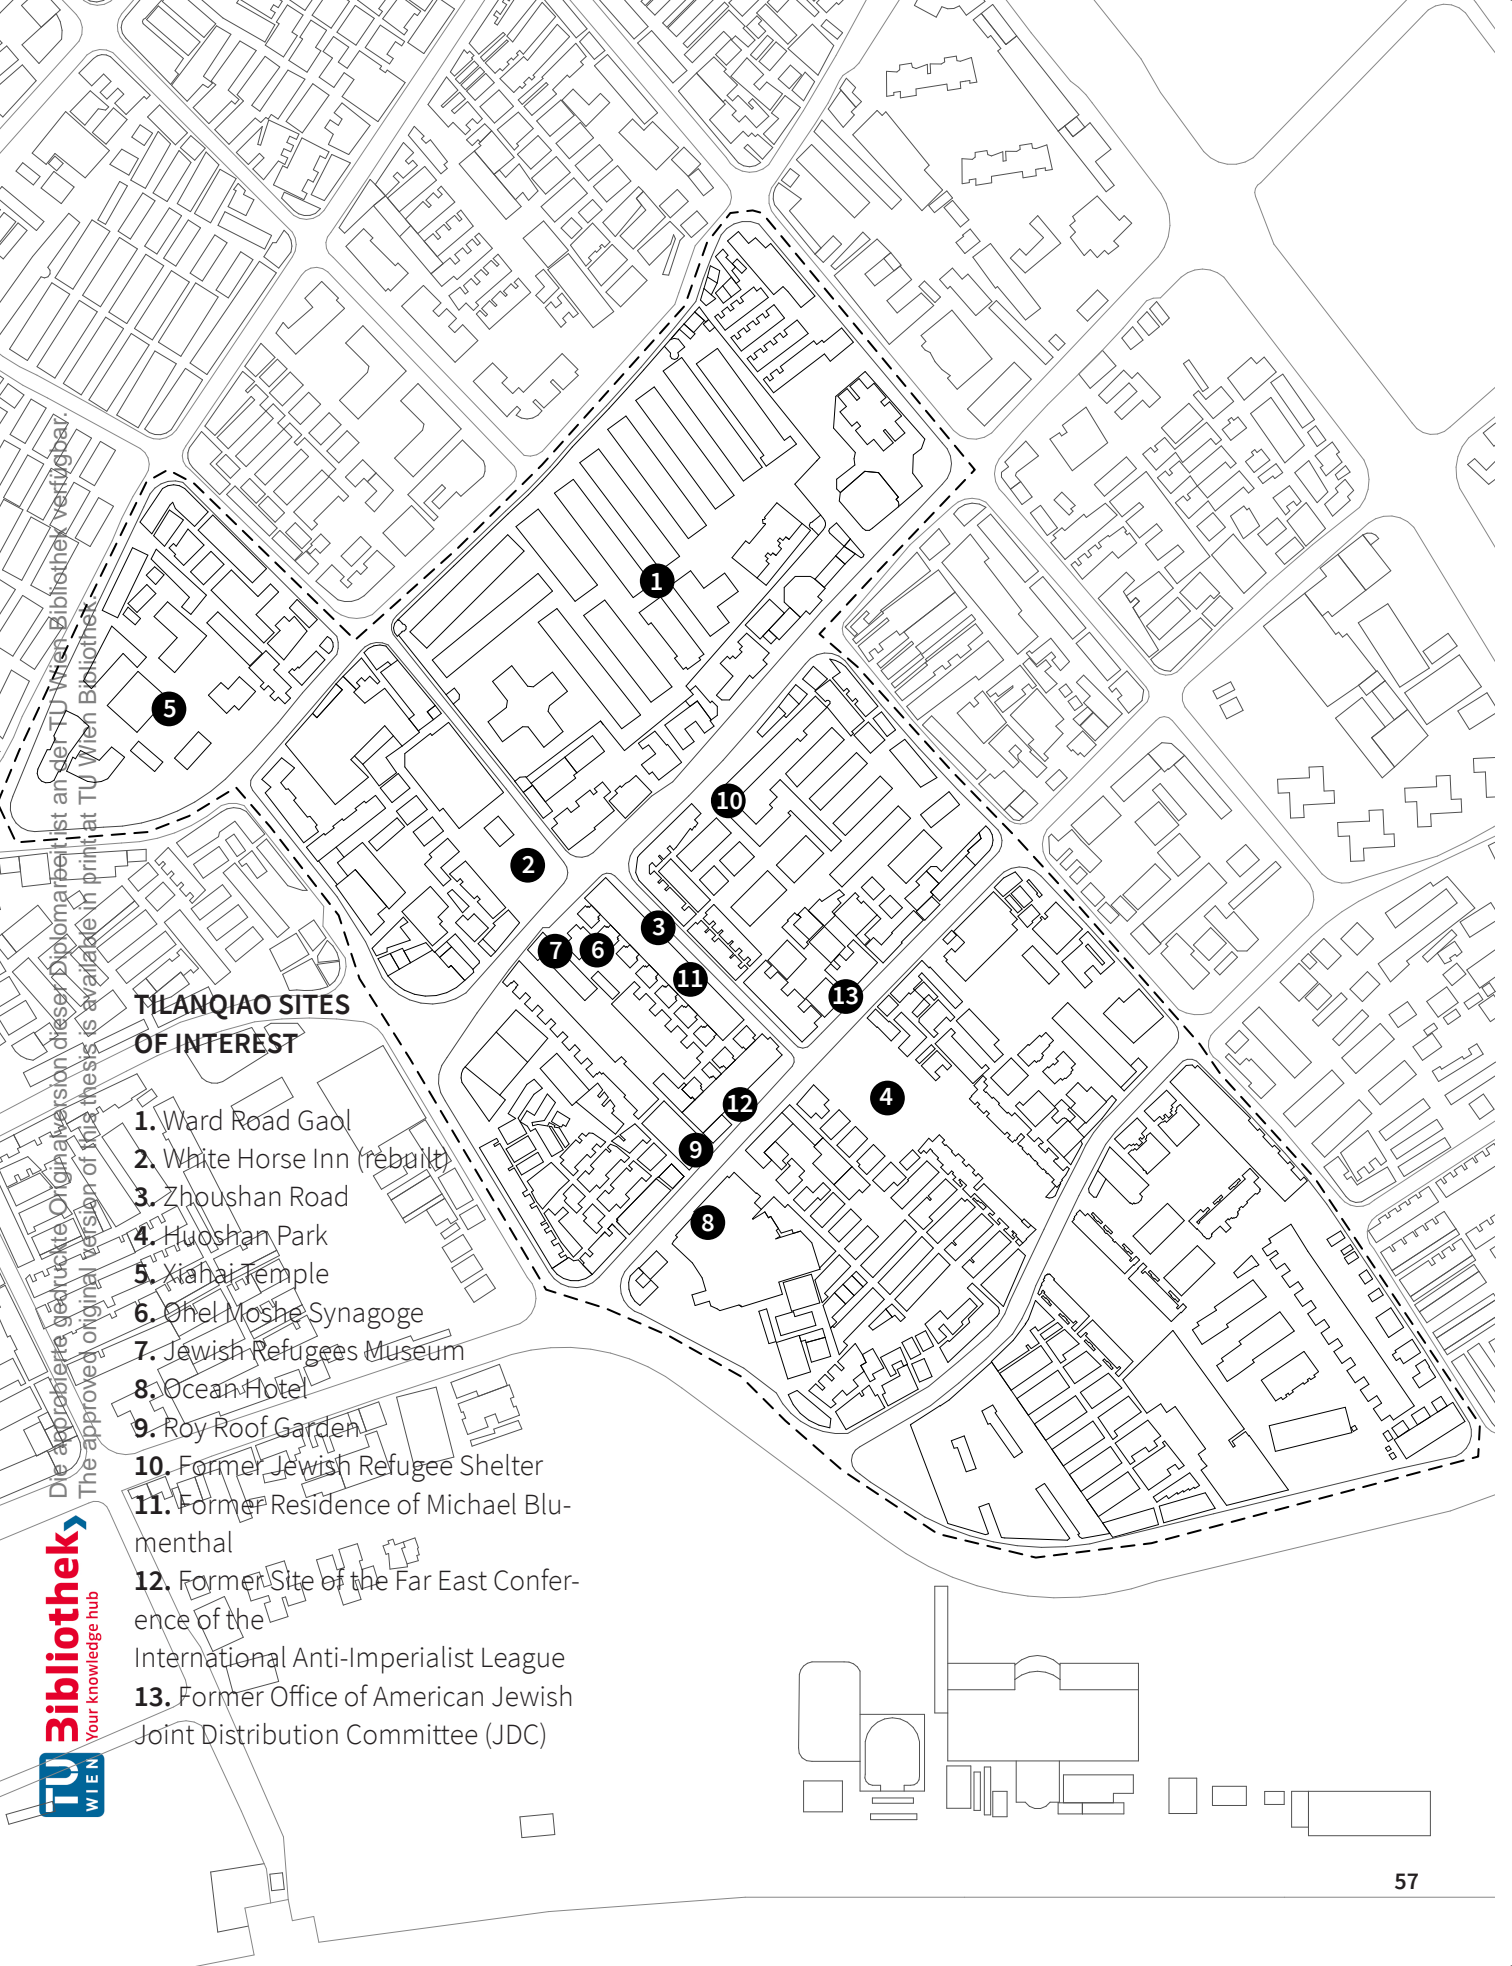 1
5
10
2
3
7
6
11
13
4
12
9
8
TILANQIAO SITES
OF INTEREST
1. Ward Road Gaol
2. White Horse Inn (rebuilt)
3. Zhoushan Road
4. Huoshan Park
5. Xiahai Temple
6. Ohel Moshe Synagoge
7. Jewish Refugees Museum
8. Ocean Hotel
9. Roy Roof Garden
10. Former Jewish Refugee Shelter
11. Former Residence of Michael Blu-
menthal
12. Former Site of the Far East Confer-
ence of the
International Anti-Imperialist League
13. Former Office of American Jewish
Joint Distribution Committee (JDC)
57
Die approbierte gedruckte Originalversion dieser Diplomarbeit ist an der TU Wien Bibliothek verfügbar.
The approved original version of this thesis is available in print at TU Wien Bibliothek.
TU WIEN Bibliothek
Your knowledge hub